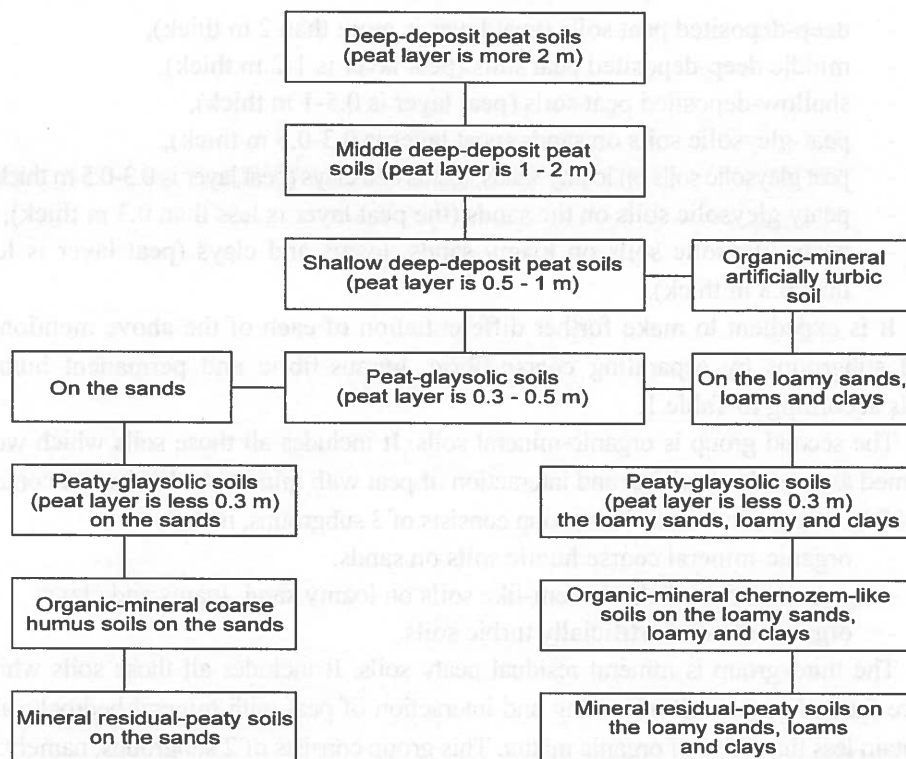 Deep-deposit peat soils
(peat layer is more 2 m)
Middle deep-deposit peat
soils (peat layer is 1 - 2 m)
Shallow deep-deposit peat soils
(peat layer is 0.5 - 1 m)
Organic-mineral
artificially turbic
soil
On the sands
Peat-glaysolic soils
(peat layer is 0.3 - 0.5 m)
On the loamy sands,
loams and clays
Peaty-glaysolic soils
(peat layer is less 0.3 m)
on the sands
Peaty-glaysolic soils
(peat layer is less 0.3 m)
the loamy sands, loamy and clays
Organic-mineral coarse
humus soils on the sands
Organic-mineral chernozem-like
soils on the loamy sands,
loamy and clays
Mineral residual-peaty soils
on the sands
Mineral residual-peaty soils on
the loamy sands, loams
and clays